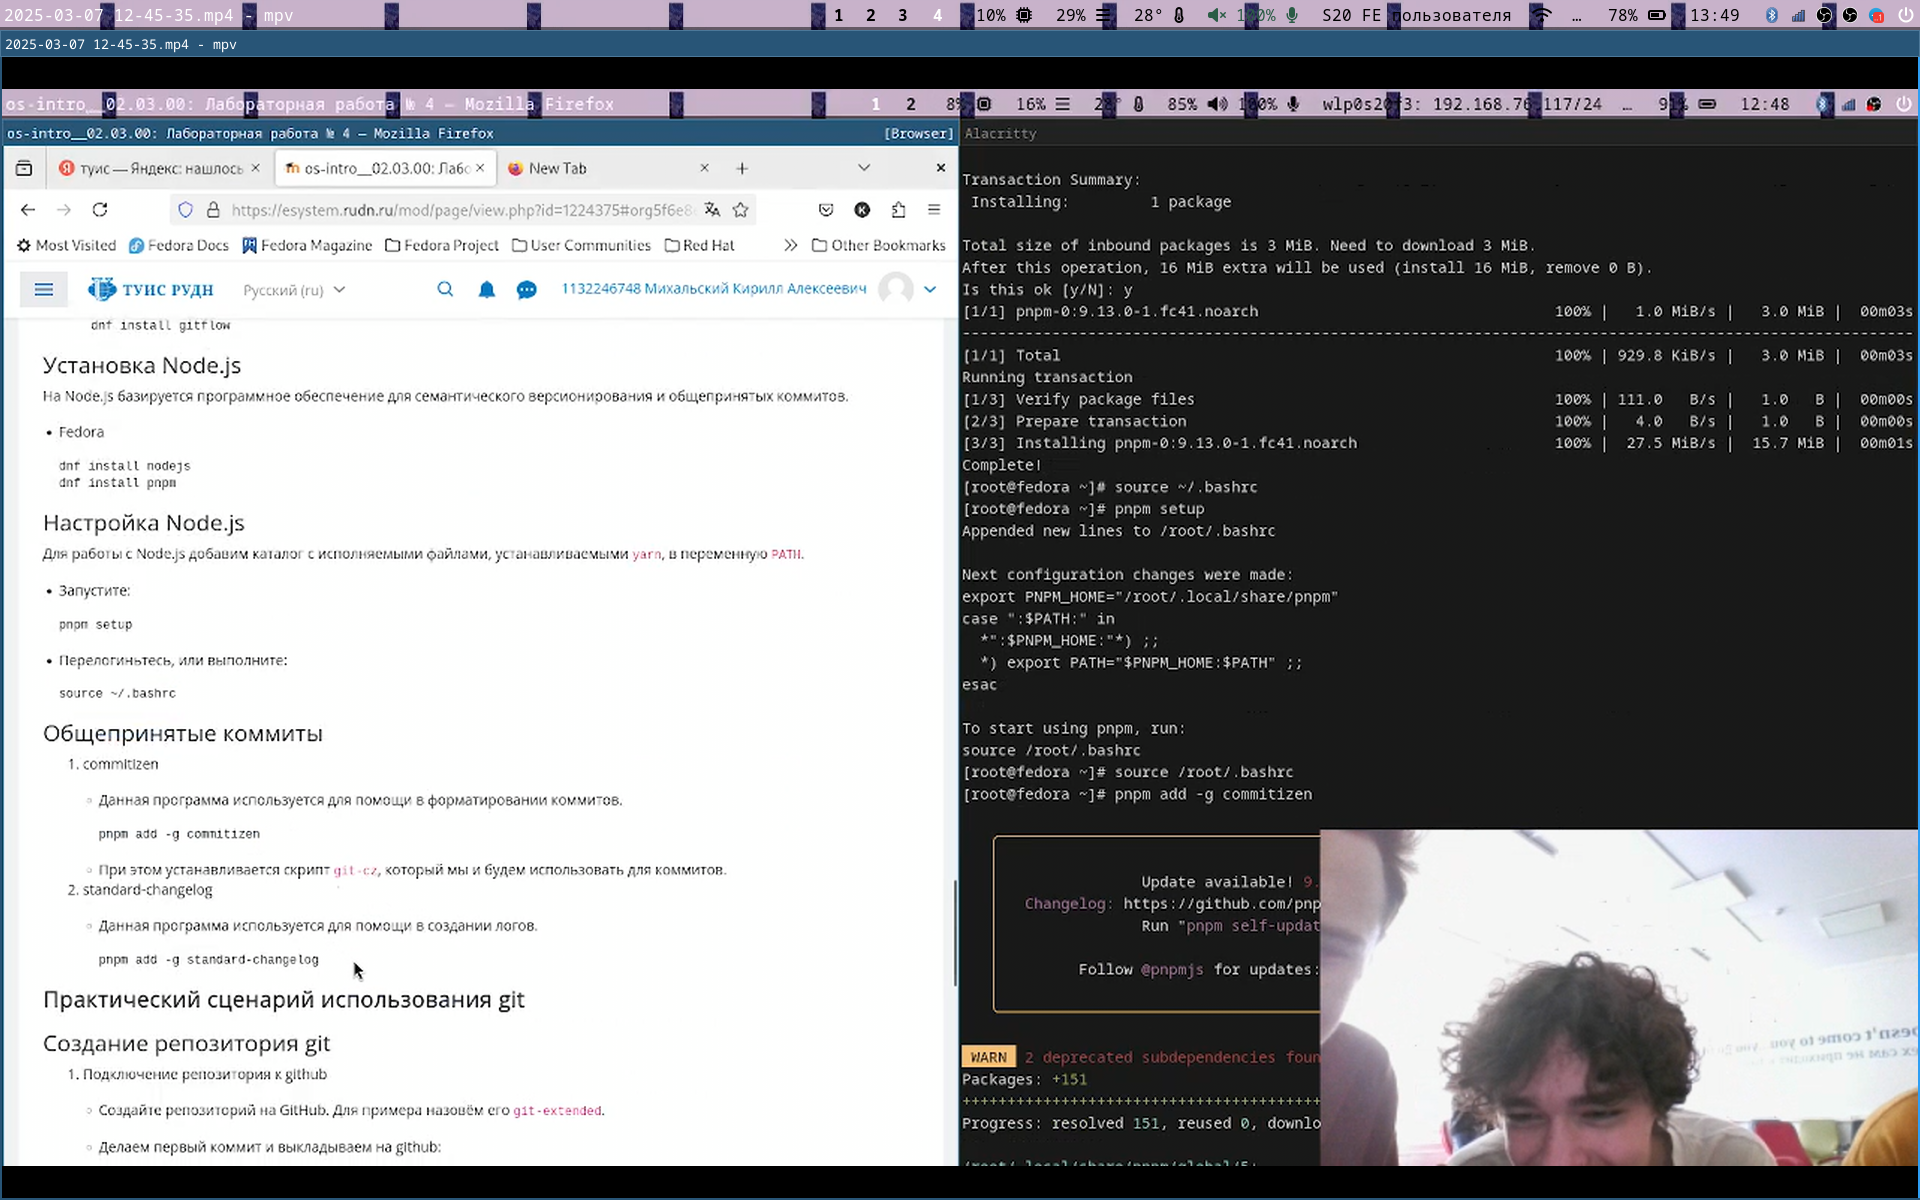 2025-03-07 12-45-35.mp4 - mpv
1 2 3 4 10% 29% 28° S20 FE пользователя … 78% 13:49
2025-03-07 12-45-35.mp4 - mpv
os-intro__02.03.00: Лабораторная работа № 4 — Mozilla Firefox
1 2 16% 85% 100% … 12:48
os-intro__02.03.00: Лабораторная работа № 4 — Mozilla Firefox [Browser]
туис — Яндекс: нашлось
os-intro__02.03.00: Лабо
New Tab
https://esystem.rudn.ru/mod/page/view.php?id=1224375#org5f6e8
Most Visited Fedora Docs Fedora Magazine Fedora Project User Communities Red Hat Other Bookmarks
ТУИС РУДН Русский (ru) 1132246748 Михальский Кирилл Алексеевич
dnf install gitflow
Установка Node.js
На Node.js базируется программное обеспечение для семантического версионирования и общепринятых коммитов.
• Fedora
dnf install nodejs
dnf install pnpm
Настройка Node.js
Для работы с Node.js добавим каталог с исполняемыми файлами, устанавливаемыми yarn, в переменную PATH.
• Запустите:
pnpm setup
• Перелогиньтесь, или выполните:
source ~/.bashrc
Общепринятые коммиты
1. commitizen
◦ Данная программа используется для помощи в форматировании коммитов.
pnpm add -g commitizen
◦ При этом устанавливается скрипт git-cz, который мы и будем использовать для коммитов.
2. standard-changelog
◦ Данная программа используется для помощи в создании логов.
pnpm add -g standard-changelog
Практический сценарий использования git
Создание репозитория git
1. Подключение репозитория к github
◦ Создайте репозиторий на GitHub. Для примера назовём его git-extended.
◦ Делаем первый коммит и выкладываем на github:
Alacritty
Transaction Summary:
Installing: 1 package
Total size of inbound packages is 3 MiB. Need to download 3 MiB.
After this operation, 16 MiB extra will be used (install 16 MiB, remove 0 B).
Is this ok [y/N]: y
[1/1] pnpm-0:9.13.0-1.fc41.noarch 100% | 1.0 MiB/s | 3.0 MiB | 00m03s
--------------------------------------------------------------------------------
[1/1] Total 100% | 929.8 KiB/s | 3.0 MiB | 00m03s
Running transaction
[1/3] Verify package files 100% | 111.0 B/s | 1.0 B | 00m00s
[2/3] Prepare transaction 100% | 4.0 B/s | 1.0 B | 00m00s
[3/3] Installing pnpm-0:9.13.0-1.fc41.noarch 100% | 27.5 MiB/s | 15.7 MiB | 00m01s
Complete!
[root@fedora ~]# source ~/.bashrc
[root@fedora ~]# pnpm setup
Appended new lines to /root/.bashrc
Next configuration changes were made:
export PNPM_HOME="/root/.local/share/pnpm"
case ":$PATH:" in
*":$PNPM_HOME:"*) ;;
*) export PATH="$PNPM_HOME:$PATH" ;;
esac
To start using pnpm, run:
source /root/.bashrc
[root@fedora ~]# source /root/.bashrc
[root@fedora ~]# pnpm add -g commitizen
Update available! 9.
Changelog: https://github.com/pnp
Run "pnpm self-updat
Follow @pnpmjs for updates:
WARN 2 deprecated subdependencies foun
Packages: +151
++++++++++++++++++++++++++++++++++++++++
Progress: resolved 151, reused 0, downlo